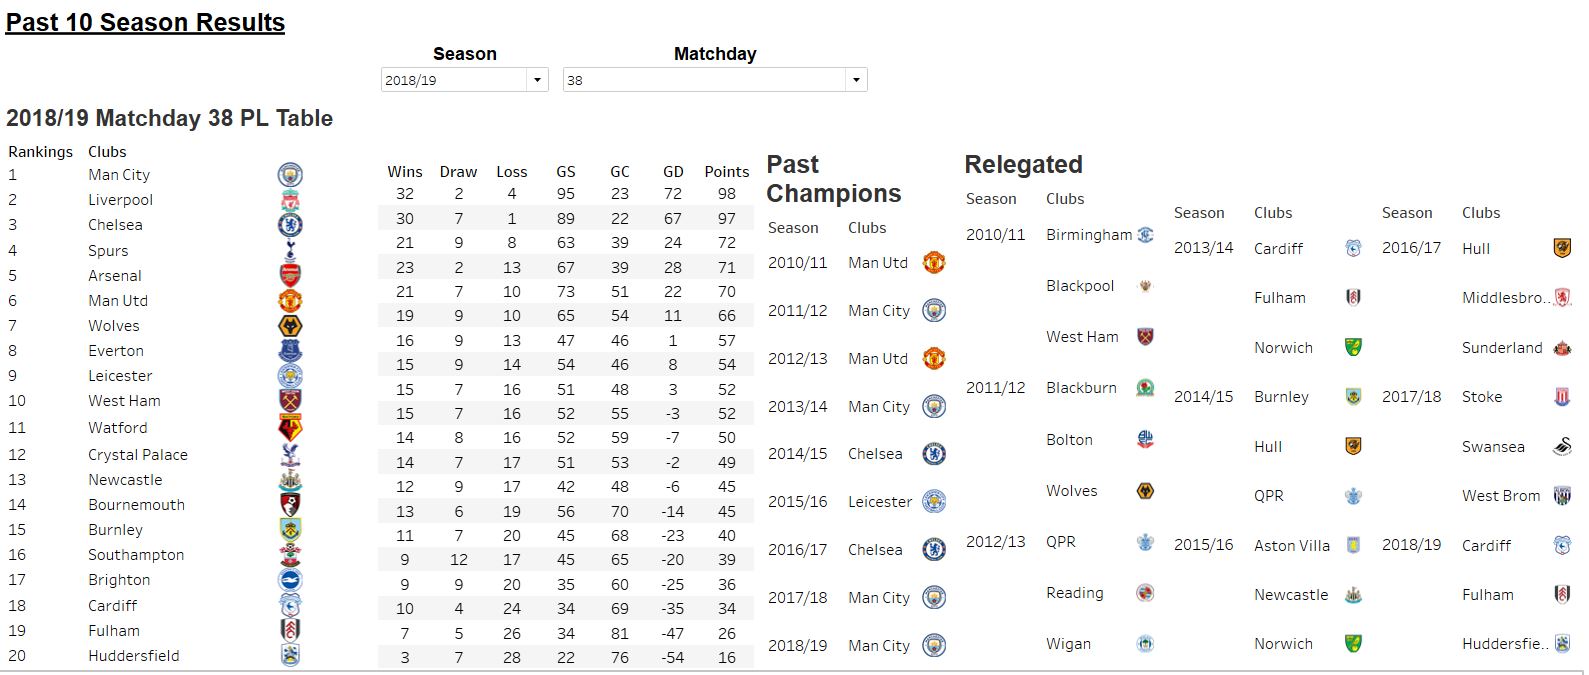 Past 10 Season Results
Season Matchday
2018/19 38
2018/19 Matchday 38 PL Table
Rankings Clubs Wins Draw Loss GS GC GD Points
1 Man City 32 2 4 95 23 72 98
2 Liverpool 30 7 1 89 22 67 97
3 Chelsea 21 9 8 63 39 24 72
4 Spurs 23 2 13 67 39 28 71
5 Arsenal 21 7 10 73 51 22 70
6 Man Utd 19 9 10 65 54 11 66
7 Wolves 16 9 13 47 46 1 57
8 Everton 15 9 14 54 46 8 54
9 Leicester 15 7 16 51 48 3 52
10 West Ham 15 7 16 52 55 -3 52
11 Watford 14 8 16 52 59 -7 50
12 Crystal Palace 14 7 17 51 53 -2 49
13 Newcastle 12 9 17 42 48 -6 45
14 Bournemouth 13 6 19 56 70 -14 45
15 Burnley 11 7 20 45 68 -23 40
16 Southampton 9 12 17 45 65 -20 39
17 Brighton 9 9 20 35 60 -25 36
18 Cardiff 10 4 24 34 69 -35 34
19 Fulham 7 5 26 34 81 -47 26
20 Huddersfield 3 7 28 22 76 -54 16
Past
Champions
Season Clubs
2010/11 Man Utd
2011/12 Man City
2012/13 Man Utd
2013/14 Man City
2014/15 Chelsea
2015/16 Leicester
2016/17 Chelsea
2017/18 Man City
2018/19 Man City
Relegated
Season Clubs
2010/11 Birmingham
Blackpool
West Ham
2011/12 Blackburn
Bolton
Wolves
2012/13 QPR
Reading
Wigan
Season Clubs
2013/14 Cardiff
Fulham
Norwich
2014/15 Burnley
Hull
QPR
2015/16 Aston Villa
Newcastle
Norwich
Season Clubs
2016/17 Hull
Middlesbro..
Sunderland
2017/18 Stoke
Swansea
West Brom
2018/19 Cardiff
Fulham
Huddersfie..